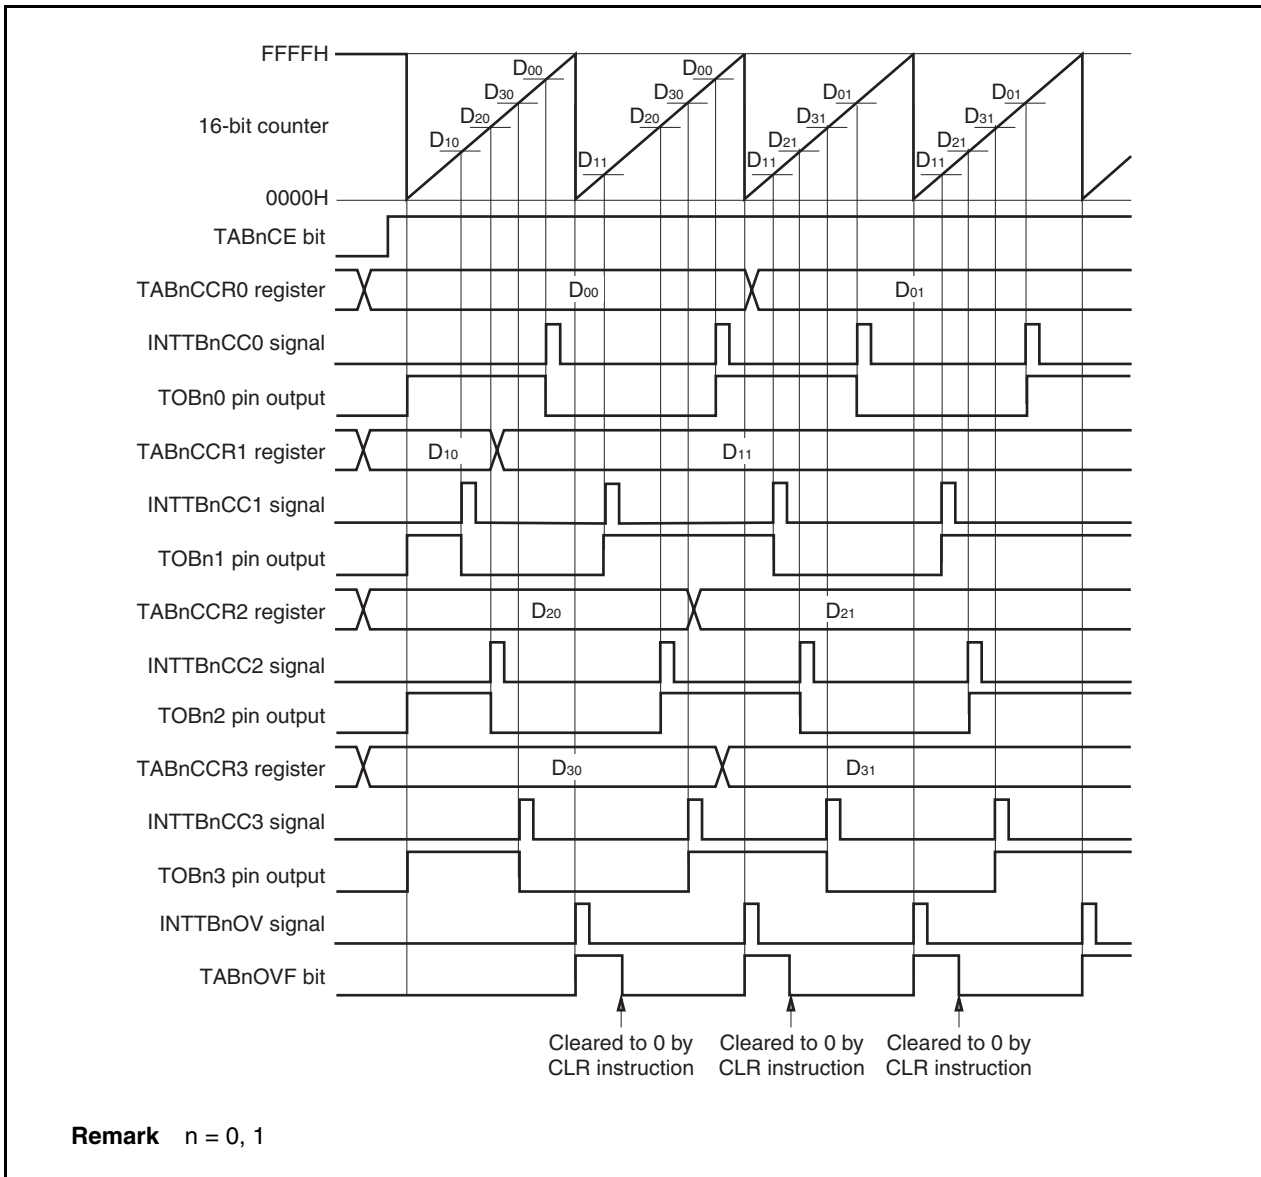 FFFFH
16-bit counter
0000H
D10
D20
D30
D00
D11
D20
D30
D00
D11
D21
D31
D01
D11
D21
D31
D01
TABnCE bit
TABnCCR0 register
D00
D01
INTTBnCC0 signal
TOBn0 pin output
TABnCCR1 register
D10
D11
INTTBnCC1 signal
TOBn1 pin output
TABnCCR2 register
D20
D21
INTTBnCC2 signal
TOBn2 pin output
TABnCCR3 register
D30
D31
INTTBnCC3 signal
TOBn3 pin output
INTTBnOV signal
TABnOVF bit
Cleared to 0 by
CLR instruction
Cleared to 0 by
CLR instruction
Cleared to 0 by
CLR instruction
Remark n = 0, 1